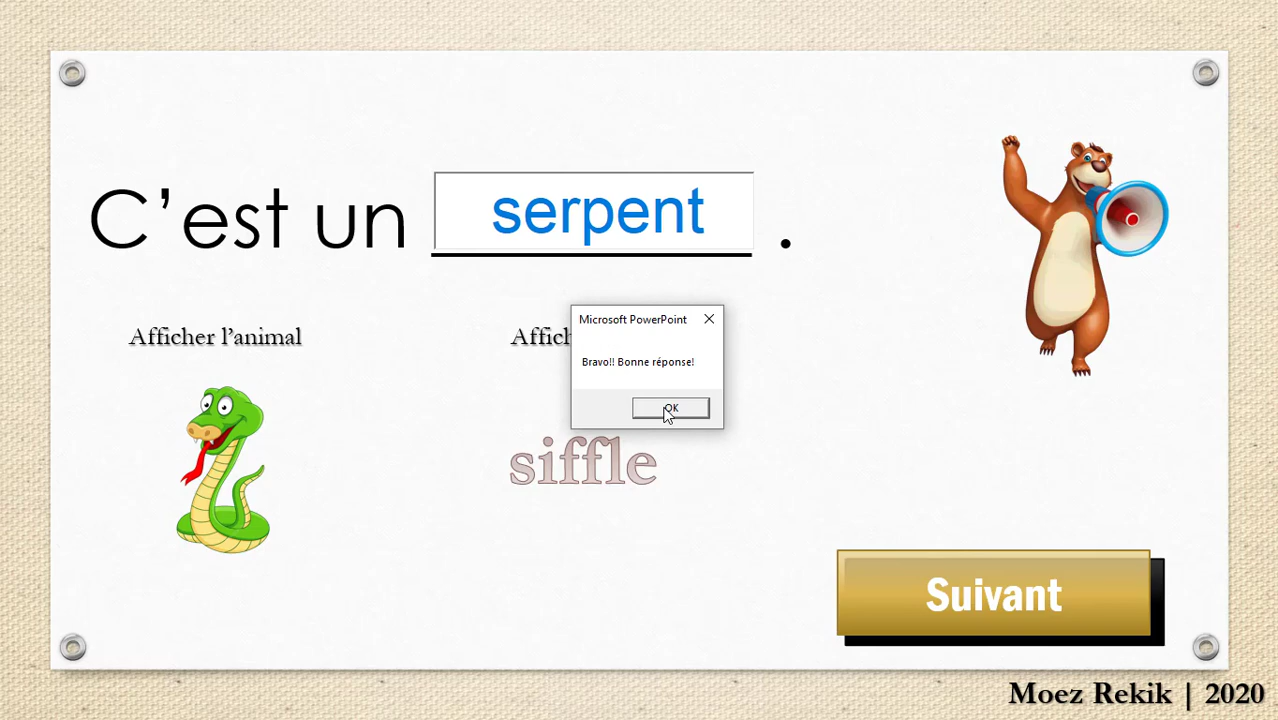 C’est un serpent .
Afficher l’animal
Affich
Microsoft PowerPoint
Bravo!! Bonne réponse!
OK
siffle
Suivant
Moez Rekik | 2020